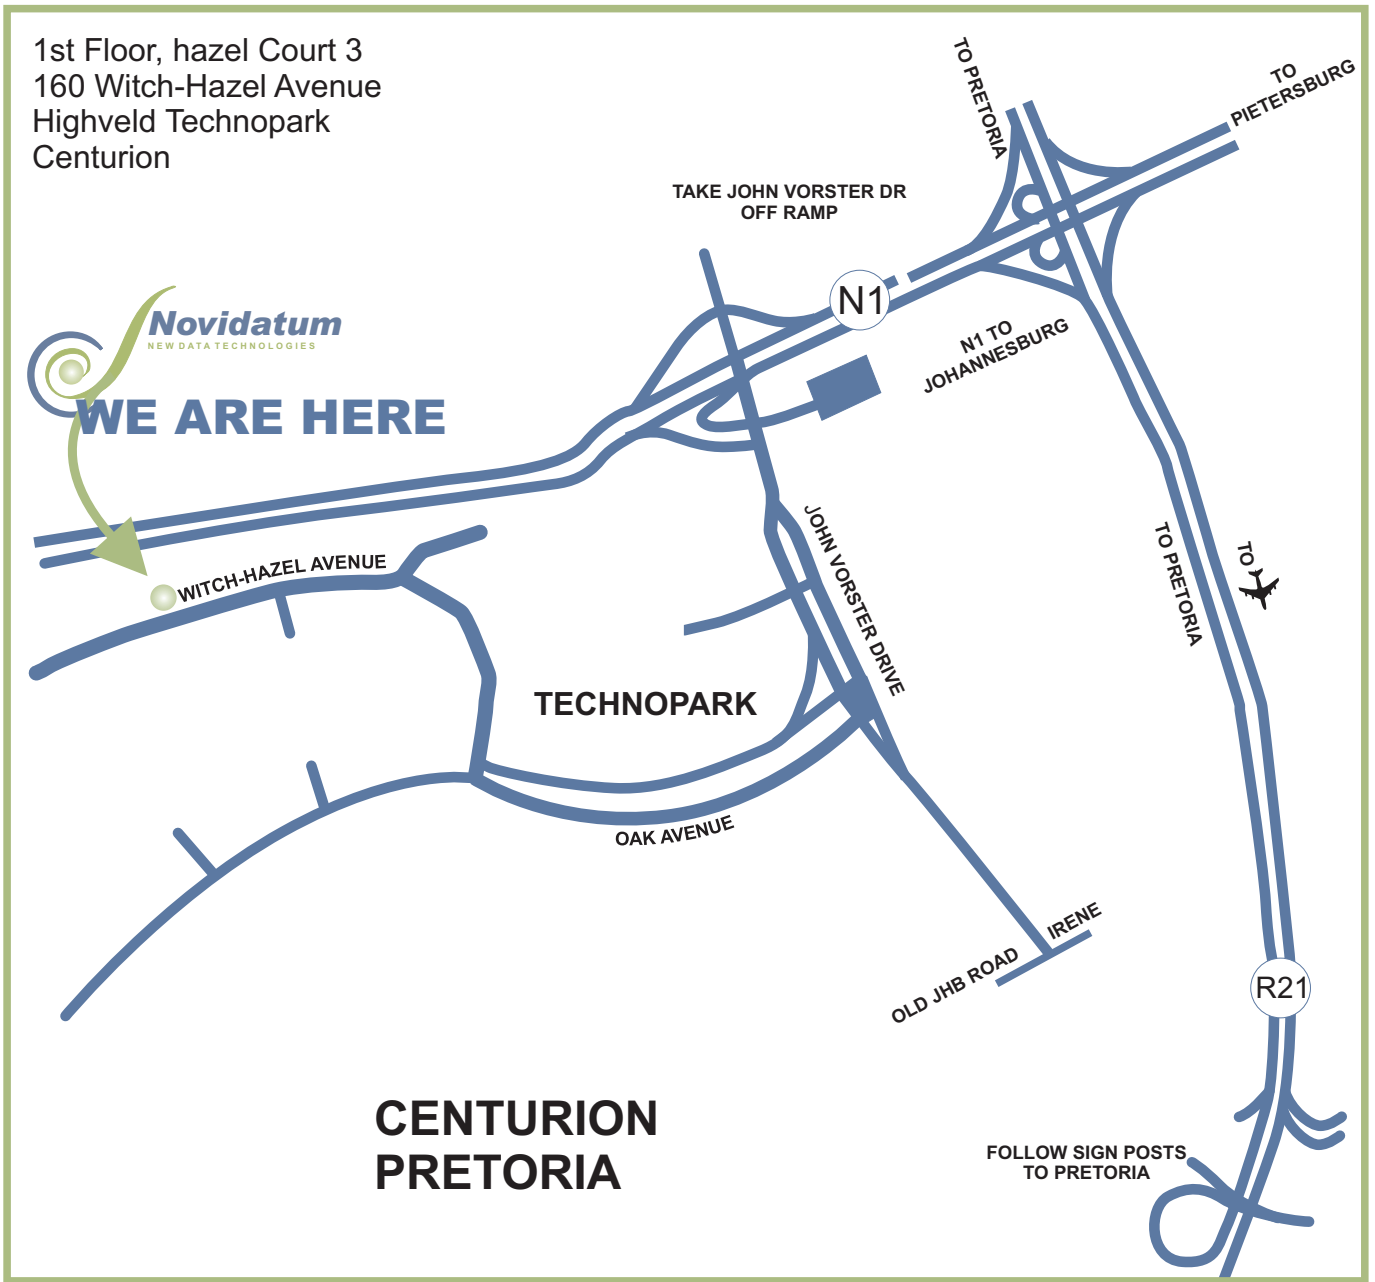 1st Floor, hazel Court 3
160 Witch-Hazel Avenue
Highveld Technopark
Centurion
TO PRETORIA
TO
PIETERSBURG
TAKE JOHN VORSTER DR
OFF RAMP
N1
N1 TO
JOHANNESBURG
Novidatum
NEW DATA TECHNOLOGIES
WE ARE HERE
WITCH-HAZEL AVENUE
JOHN VORSTER DRIVE
TO PRETORIA
TO
TECHNOPARK
OAK AVENUE
OLD JHB ROAD
IRENE
R21
CENTURION
PRETORIA
FOLLOW SIGN POSTS
TO PRETORIA